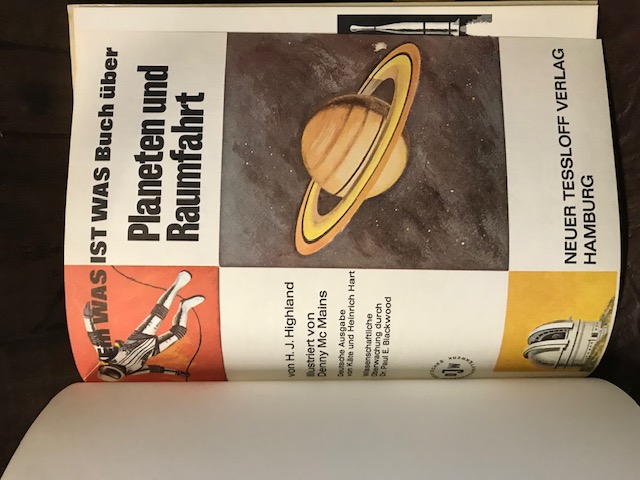 EIN WAS IST WAS Buch über
Planeten und
Raumfahrt
von H. J. Highland
Illustriert von
Denny Mc Mains
Deutsche Ausgabe
von Käte und Heinrich Hart
Wissenschaftliche
Überwachung durch
Dr. Paul E. Blackwood
NEUER TESSLOFF VERLAG
HAMBURG